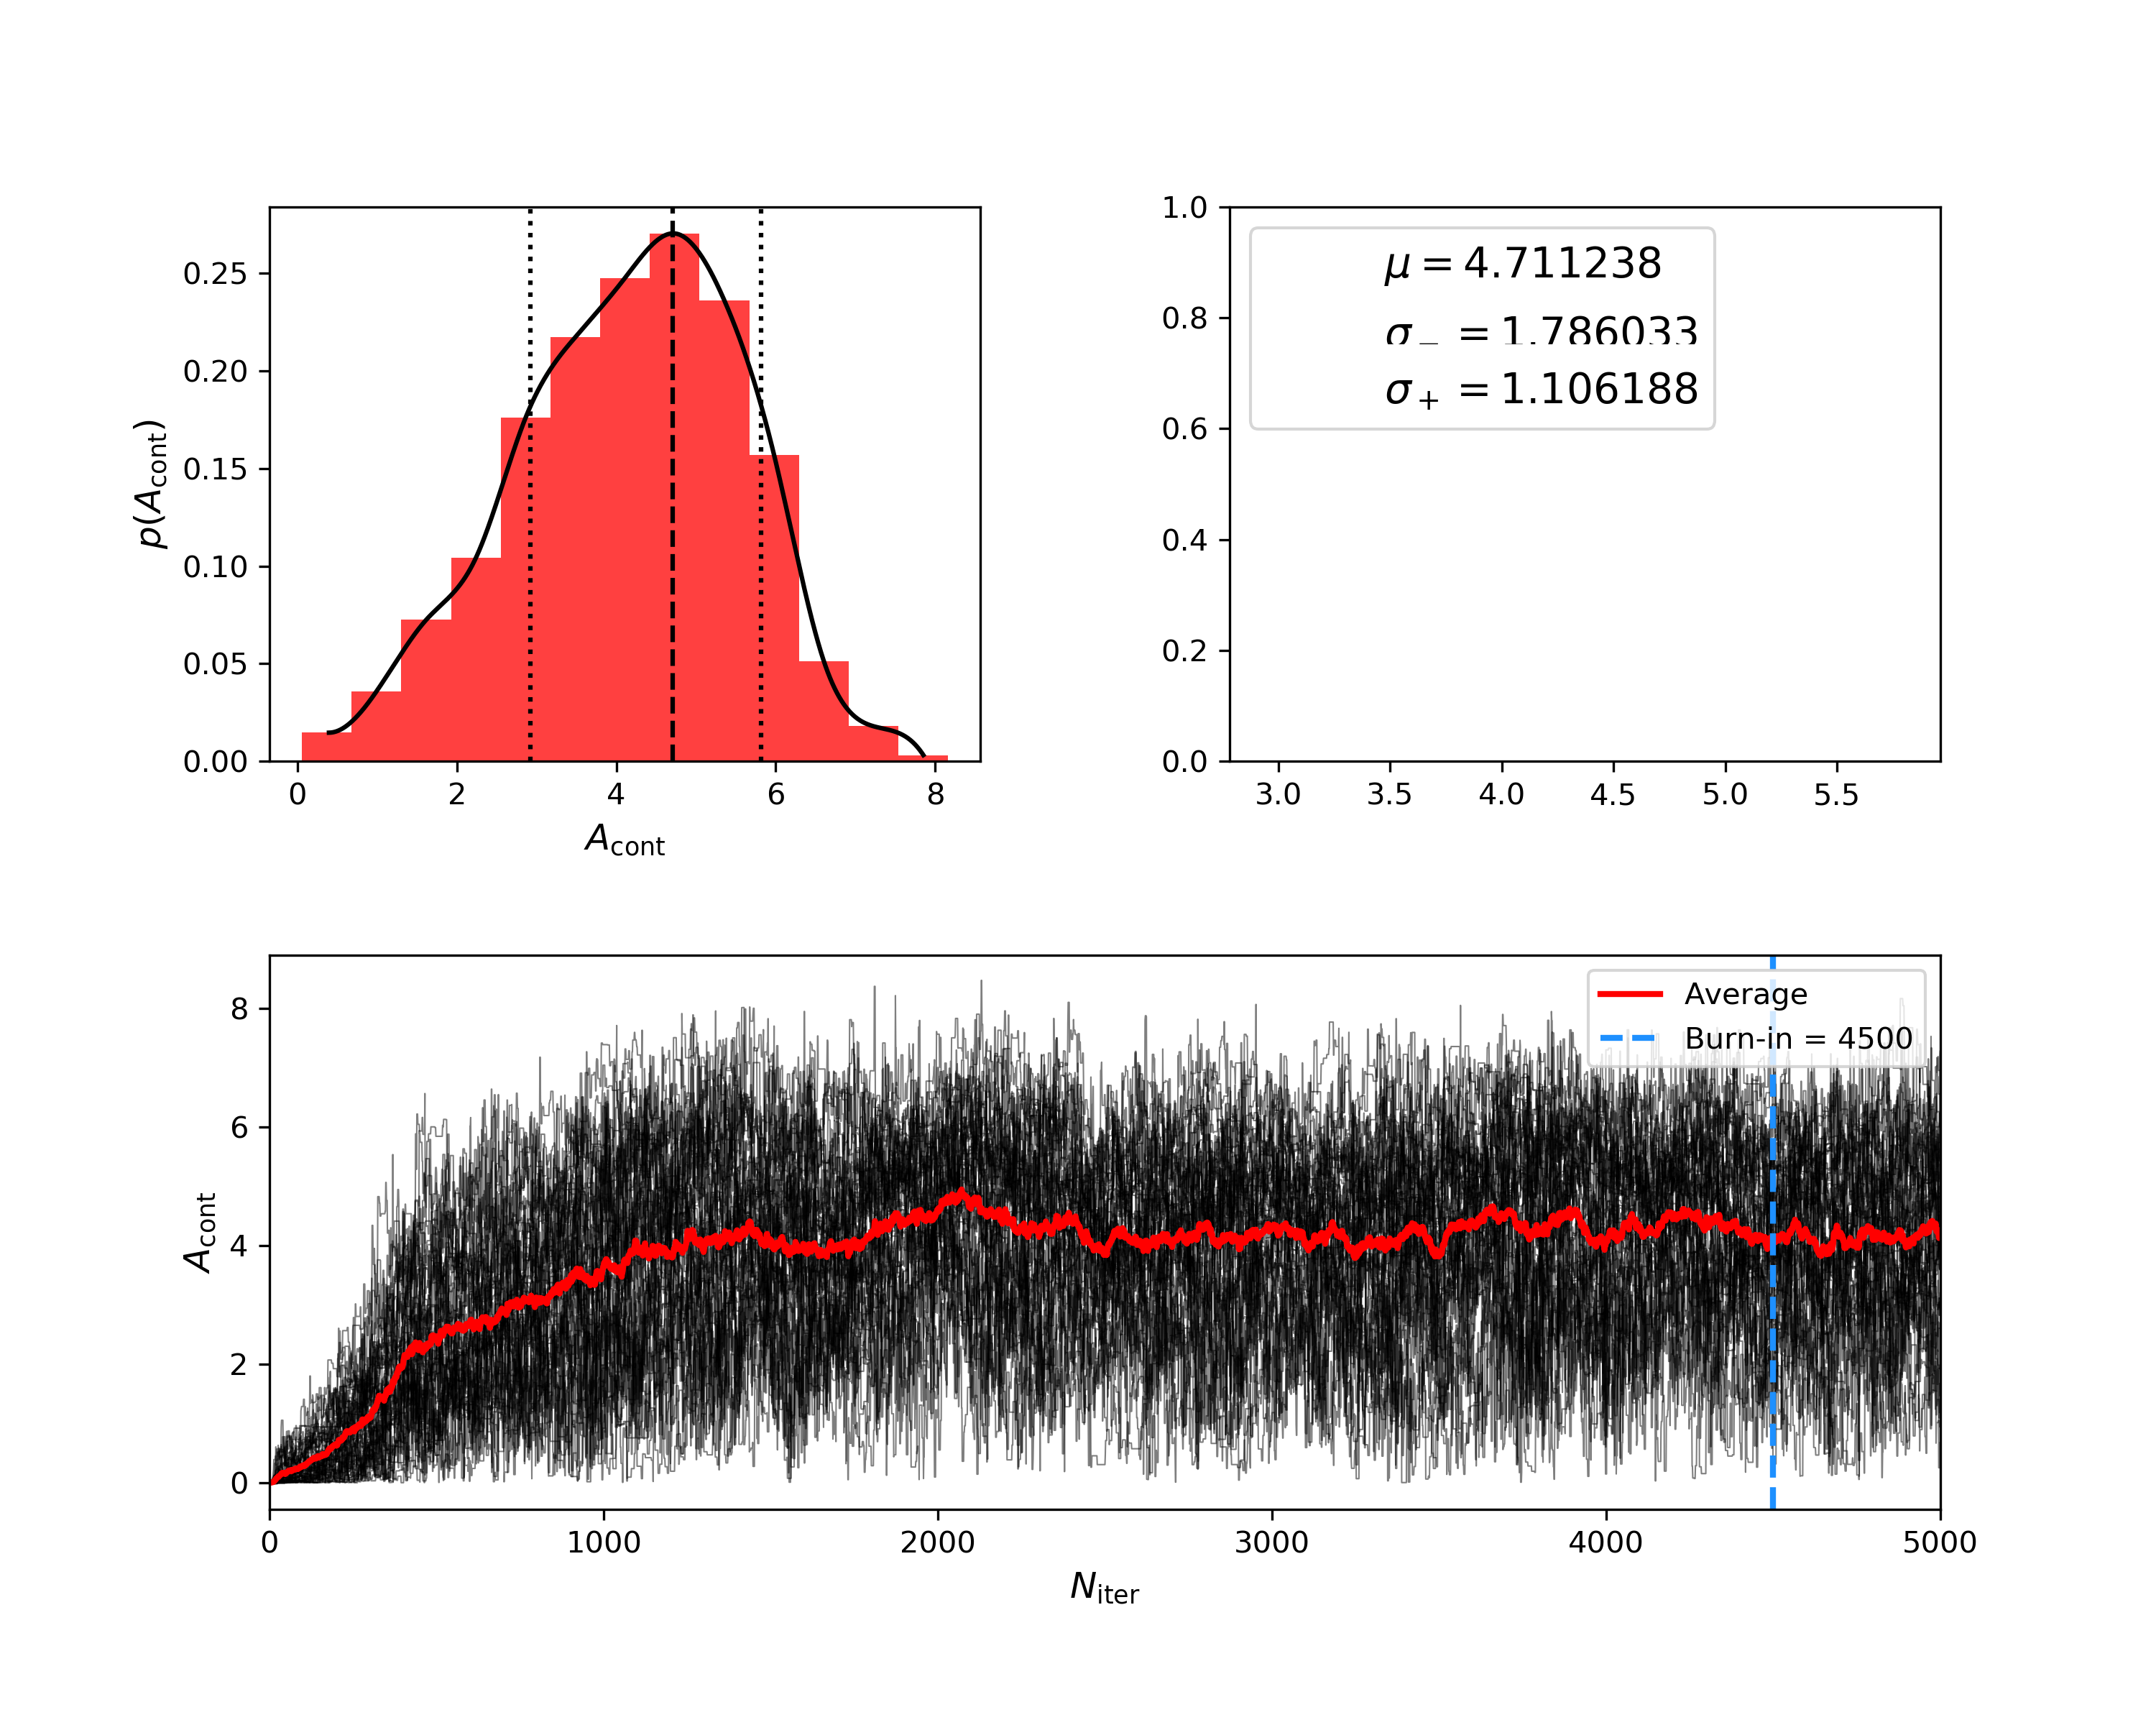 0.25
0.20
0.15
0.10
0.05
0.00
p(A_cont)
0 2 4 6 8
A_cont
1.0
0.8
0.6
0.4
0.2
0.0
μ = 4.711238
σ_− = 1.786033
σ_+ = 1.106188
3.0 3.5 4.0 4.5 5.0 5.5
8
6
4
2
0
A_cont
Average
Burn-in = 4500
0 1000 2000 3000 4000 5000
N_iter